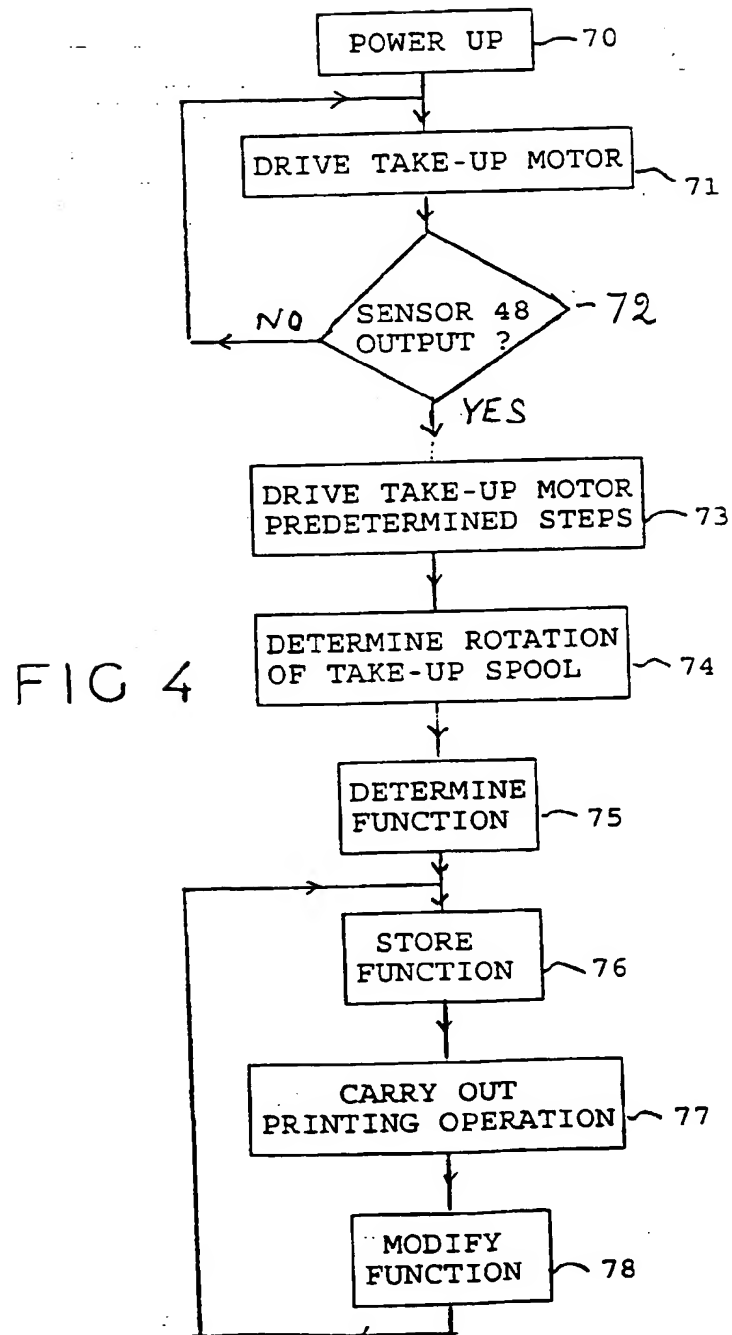 POWER UP
70
DRIVE TAKE-UP MOTOR
71
SENSOR 48
OUTPUT ?
72
NO
YES
DRIVE TAKE-UP MOTOR
PREDETERMINED STEPS
73
DETERMINE ROTATION
OF TAKE-UP SPOOL
74
FIG 4
DETERMINE
FUNCTION
75
STORE
FUNCTION
76
CARRY OUT
PRINTING OPERATION
77
MODIFY
FUNCTION
78